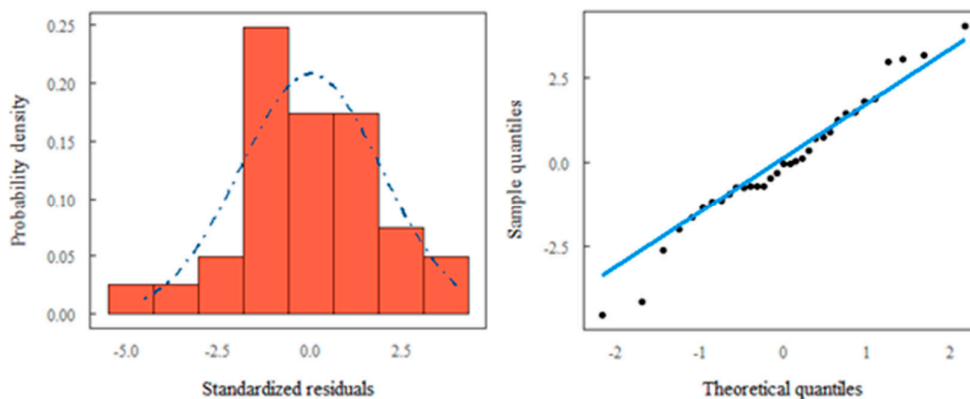 0.25
0.20
0.15
0.10
0.05
0.00
Probability density
-5.0 -2.5 0.0 2.5
Standardized residuals
2.5
0.0
-2.5
Sample quantiles
-2 -1 0 1 2
Theoretical quantiles